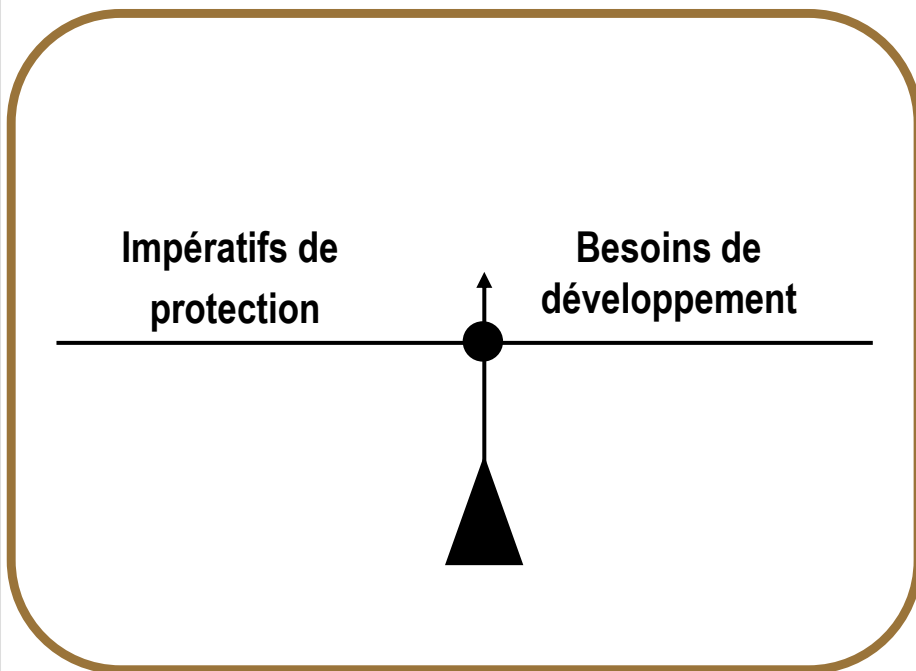 Impératifs de
protection
Besoins de
développement